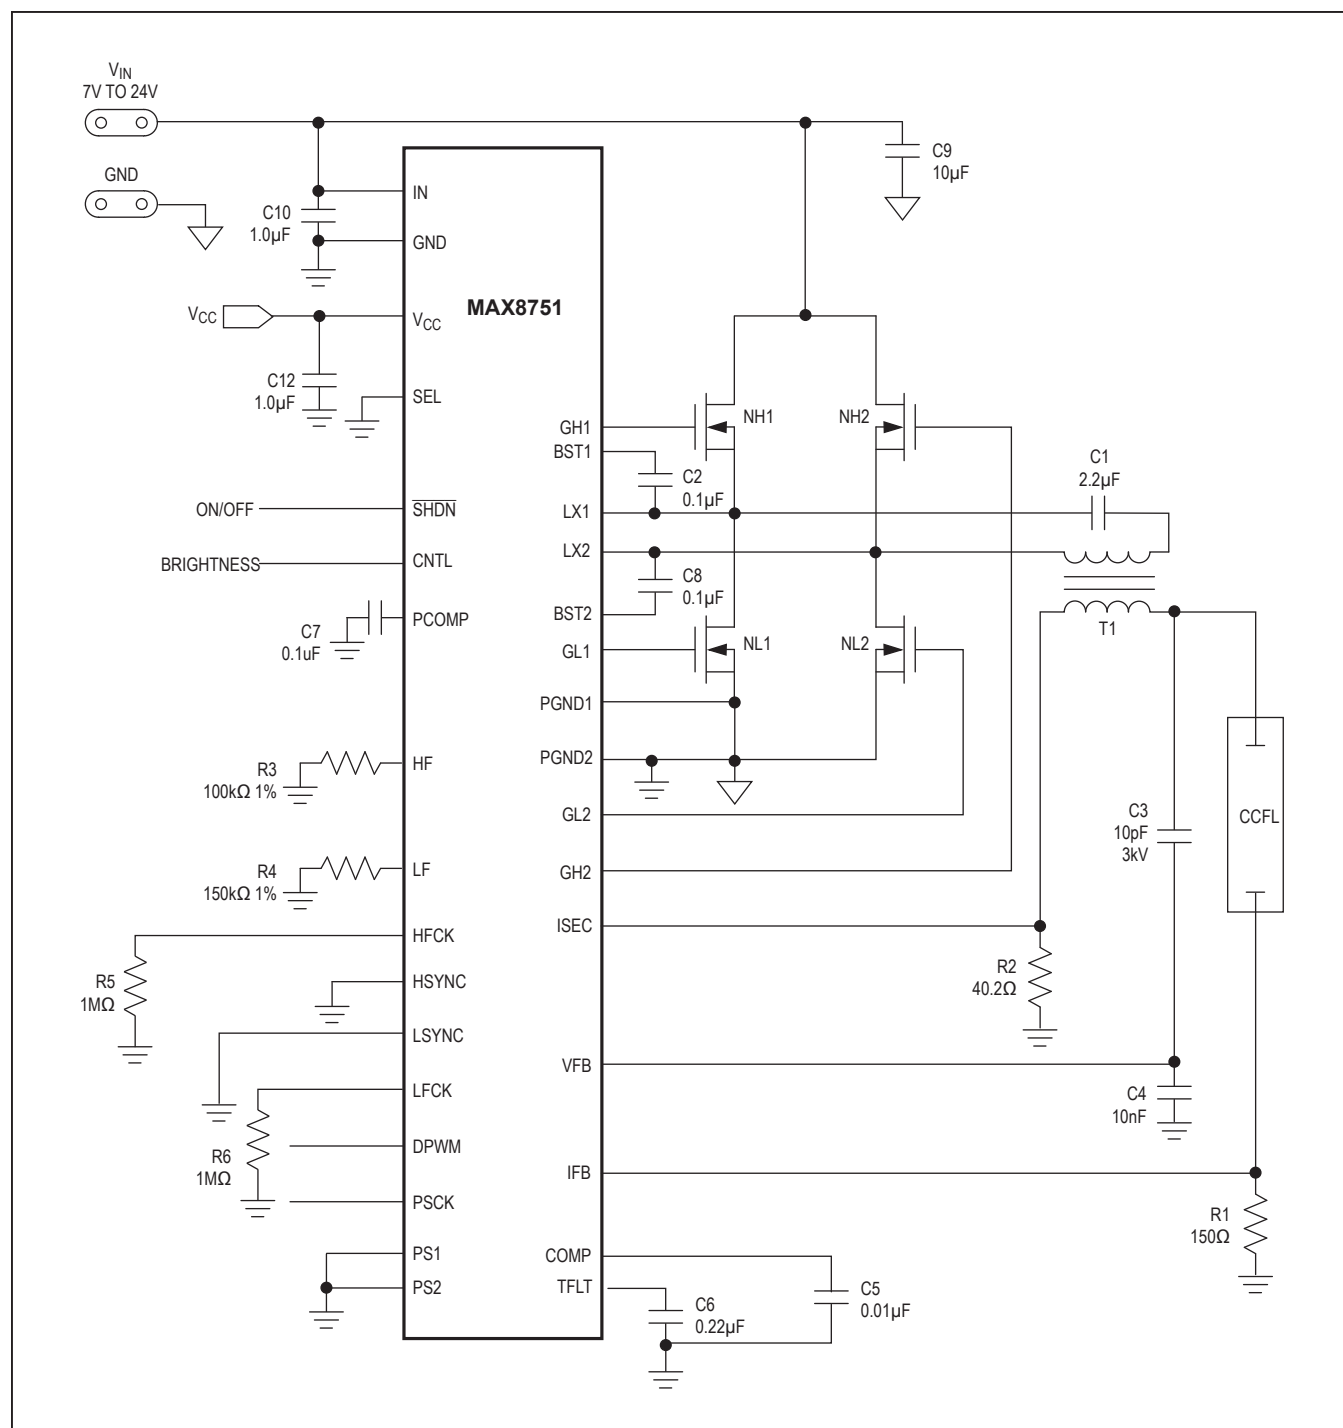 VIN
7V TO 24V
GND
C10
1.0µF
VCC
C12
1.0µF
ON/OFF
BRIGHTNESS
C7
0.1uF
R3
100kΩ 1%
R4
150kΩ 1%
R5
1MΩ
R6
1MΩ
MAX8751
IN
GND
VCC
SEL
SHDN
CNTL
PCOMP
HF
LF
HFCK
HSYNC
LSYNC
LFCK
DPWM
PSCK
PS1
PS2
GH1
BST1
LX1
LX2
BST2
GL1
PGND1
PGND2
GL2
GH2
ISEC
VFB
IFB
COMP
TFLT
C9
10µF
NH1
NH2
C2
0.1µF
C8
0.1µF
NL1
NL2
C1
2.2µF
T1
C3
10pF
3kV
CCFL
R2
40.2Ω
C4
10nF
R1
150Ω
C5
0.01µF
C6
0.22µF